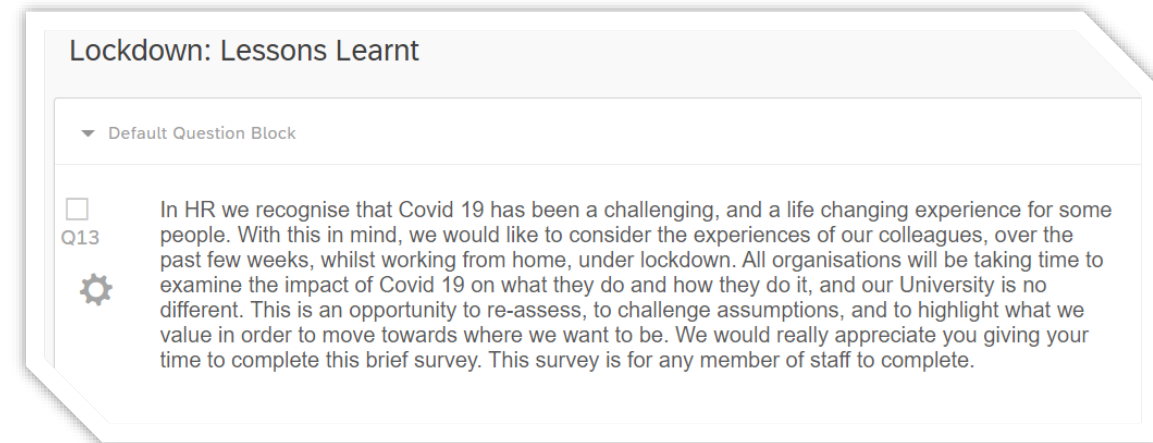 Lockdown: Lessons Learnt
Default Question Block
Q13
In HR we recognise that Covid 19 has been a challenging, and a life changing experience for some
people. With this in mind, we would like to consider the experiences of our colleagues, over the
past few weeks, whilst working from home, under lockdown. All organisations will be taking time to
examine the impact of Covid 19 on what they do and how they do it, and our University is no
different. This is an opportunity to re-assess, to challenge assumptions, and to highlight what we
value in order to move towards where we want to be. We would really appreciate you giving your
time to complete this brief survey. This survey is for any member of staff to complete.